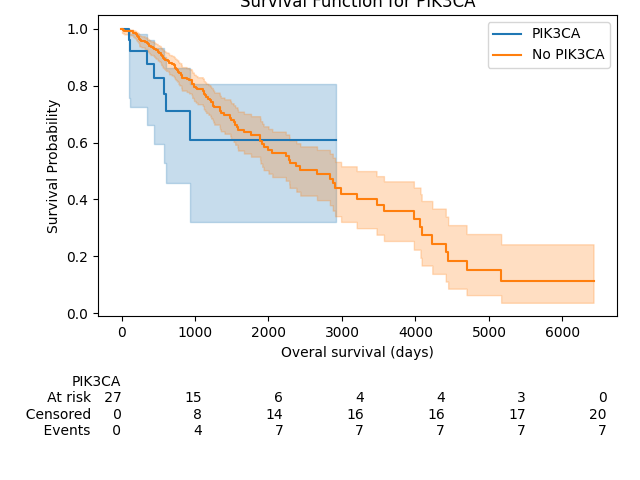 Survival Function for PIK3CA
PIK3CA
No PIK3CA
1.0
0.8
0.6
0.4
0.2
0.0
Survival Probability
0 1000 2000 3000 4000 5000 6000
Overal survival (days)
PIK3CA
At risk 27 15 6 4 4 3 0
Censored 0 8 14 16 16 17 20
Events 0 4 7 7 7 7 7